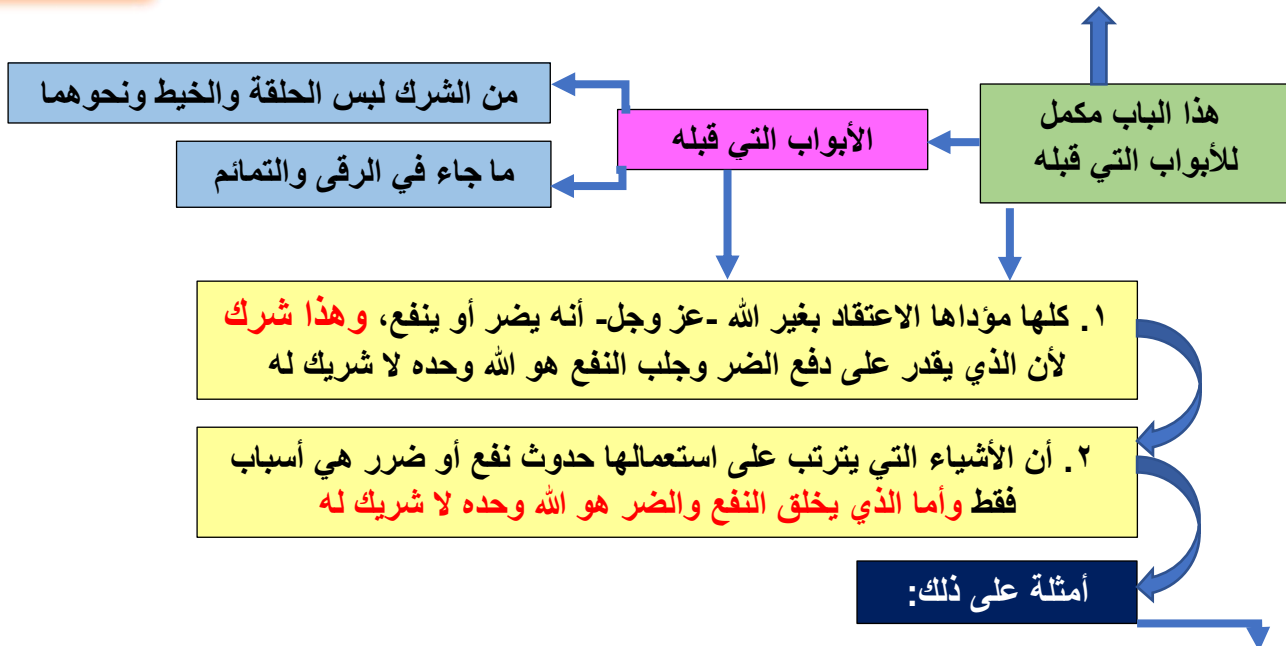 هذا الباب مكمل
للأبواب التي قبله
الأبواب التي قبله
من الشرك لبس الحلقة والخيط ونحوهما
ما جاء في الرقى والتمائم
١. كلها مؤداها الاعتقاد بغير الله -عز وجل- أنه يضر أو ينفع، وهذا شرك
لأن الذي يقدر على دفع الضر وجلب النفع هو الله وحده لا شريك له
٢. أن الأشياء التي يترتب على استعمالها حدوث نفع أو ضرر هي أسباب
فقط وأما الذي يخلق النفع والضر هو الله وحده لا شريك له
أمثلة على ذلك: